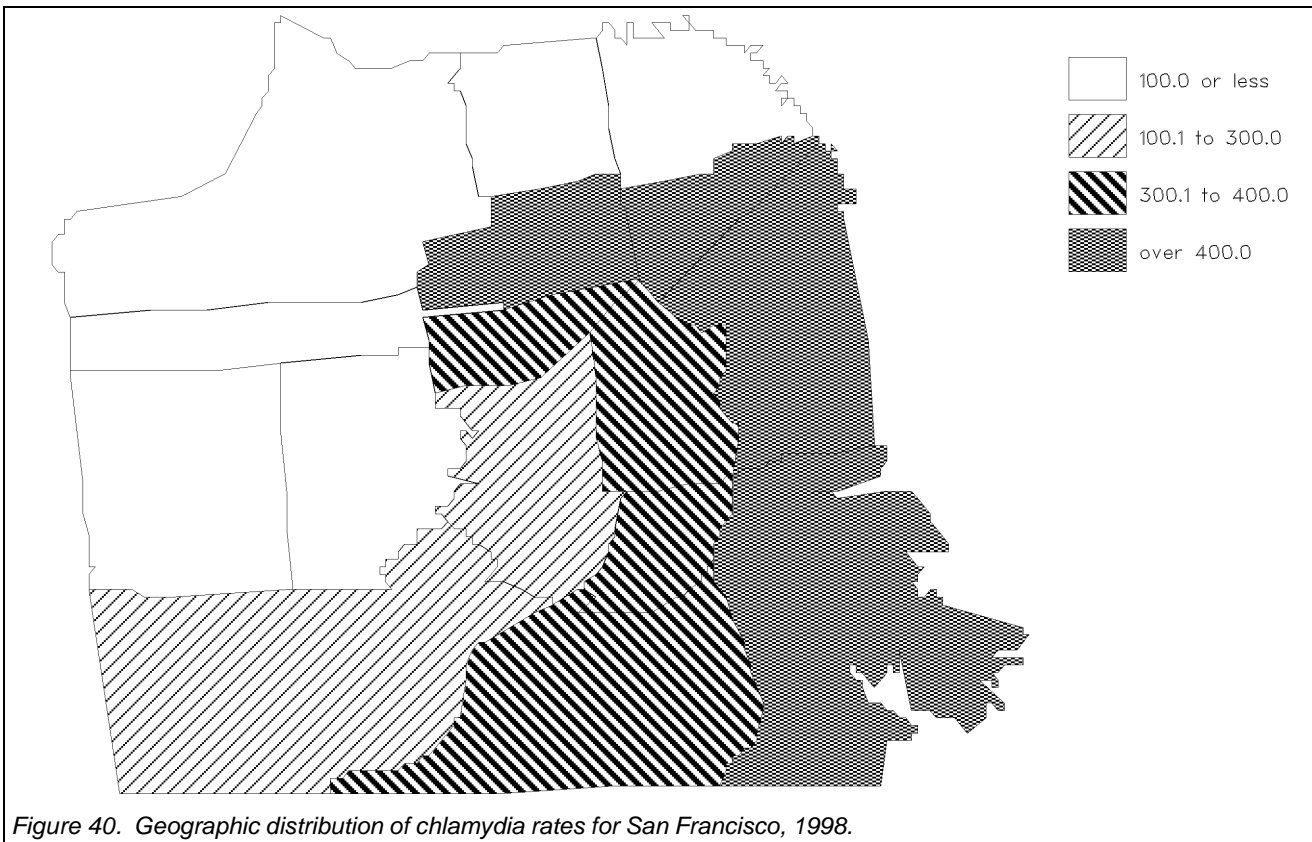 100.0 or less
100.1 to 300.0
300.1 to 400.0
over 400.0
Figure 40. Geographic distribution of chlamydia rates for San Francisco, 1998.